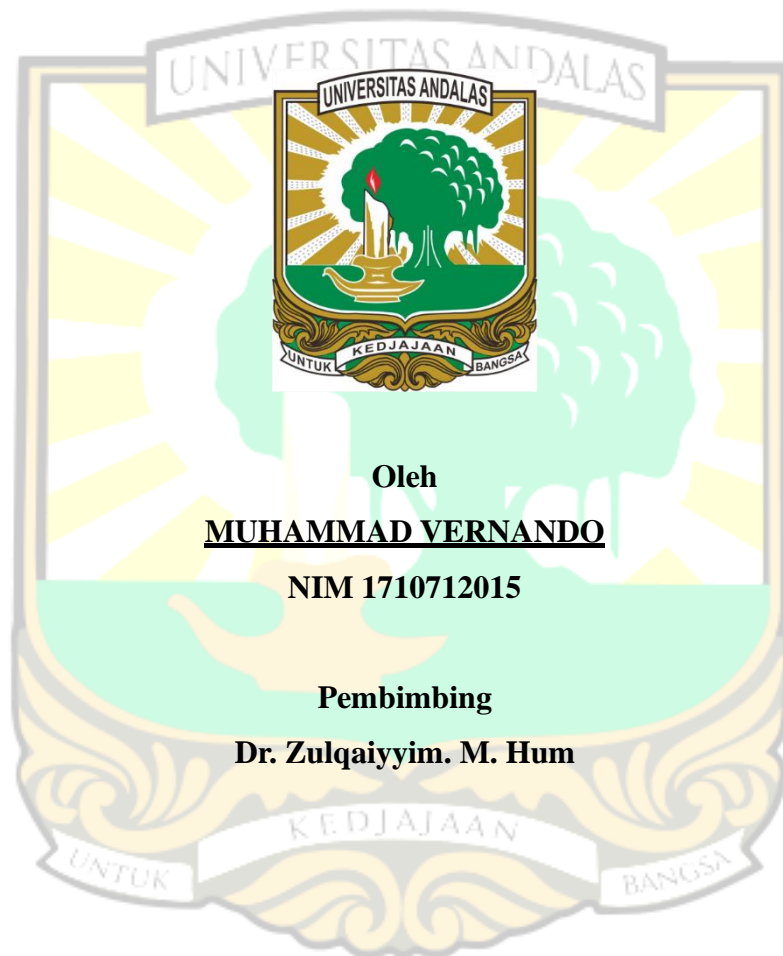 UNIVERSITAS ANDALAS
UNIVERSITAS ANDALAS
UNTUK KEDJAJAAN BANGSA
Oleh
MUHAMMAD VERNANDO
NIM 1710712015
Pembimbing
Dr. Zulqaiyyim. M. Hum
UNTUK KEDJAJAAN BANGSA